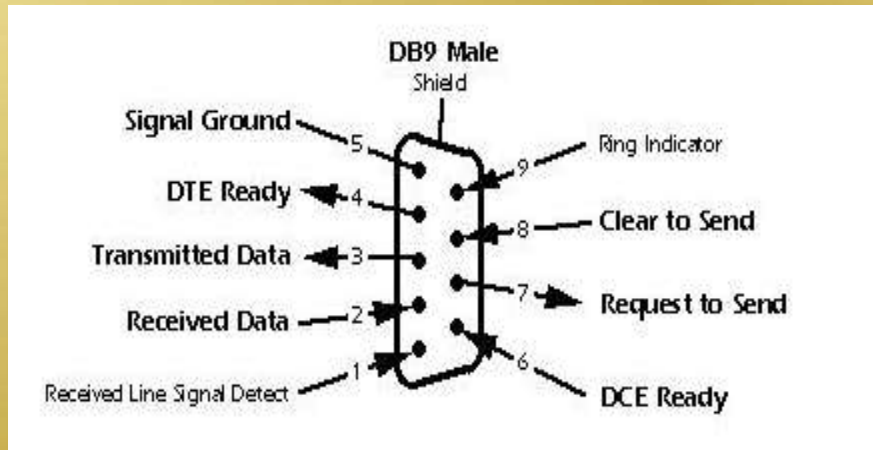 DB9 Male
Shield
Signal Ground
5
DTE Ready
4
Transmitted Data
3
Received Data
2
Received Line Signal Detect
1
9
Ring Indicator
8
Clear to Send
7
Request to Send
6
DCE Ready